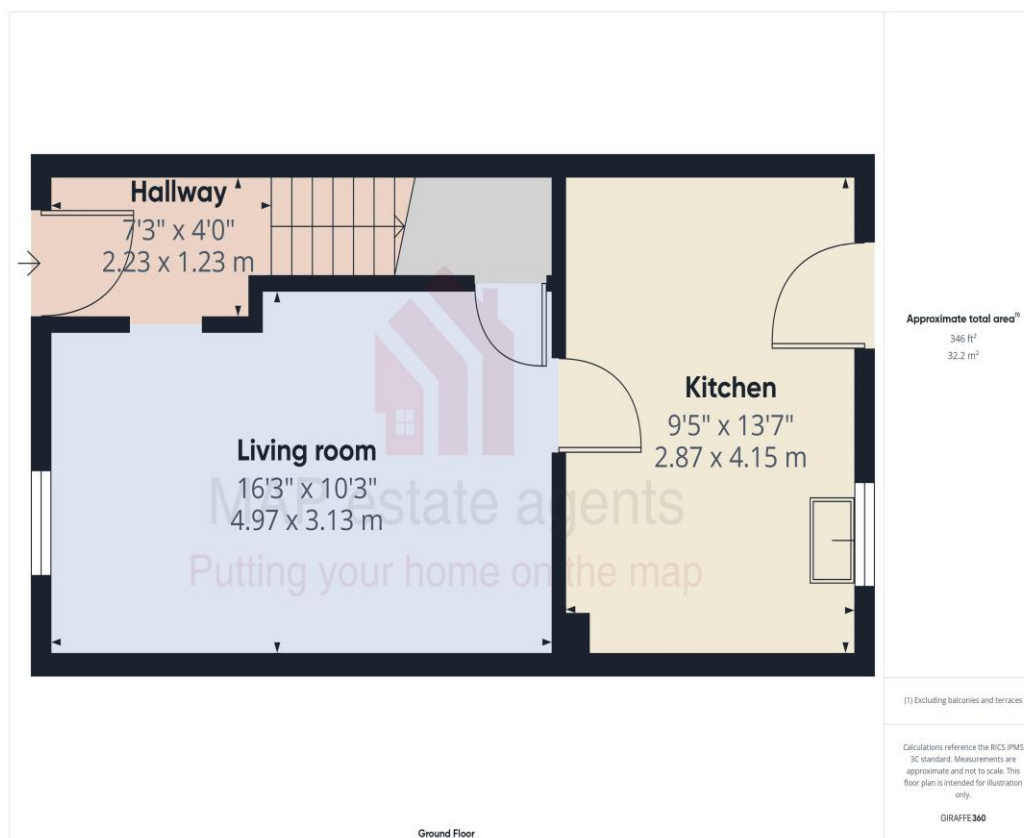 Hallway
7'3" x 4'0"
2.23 x 1.23 m
Living room
16'3" x 10'3"
4.97 x 3.13 m
Kitchen
9'5" x 13'7"
2.87 x 4.15 m
MAP estate agents
Putting your home on the map
Approximate total area⁽¹⁾
346 ft²
32.2 m²
(1) Excluding balconies and terraces
Calculations reference the RICS IPMS
3C standard. Measurements are
approximate and not to scale. This
floor plan is intended for illustration
only.
GIRAFFE360
Ground Floor